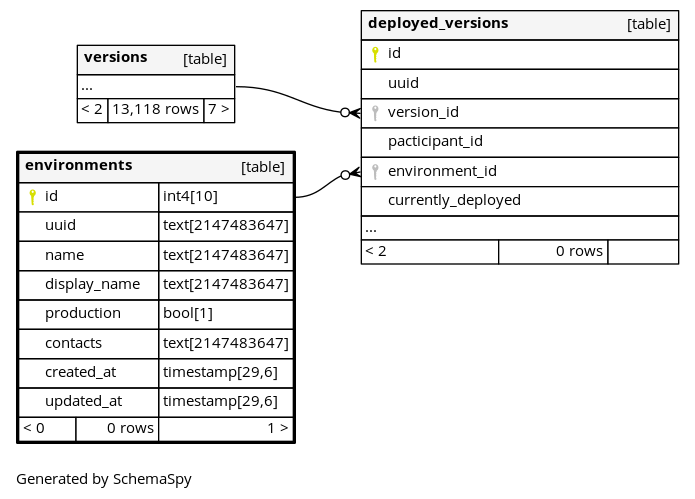 versions [table]
...
< 2 13,118 rows 7 >
deployed_versions [table]
id
uuid
version_id
pacticipant_id
environment_id
currently_deployed
...
< 2 0 rows
environments [table]
id int4[10]
uuid text[2147483647]
name text[2147483647]
display_name text[2147483647]
production bool[1]
contacts text[2147483647]
created_at timestamp[29,6]
updated_at timestamp[29,6]
< 0 0 rows 1 >
Generated by SchemaSpy